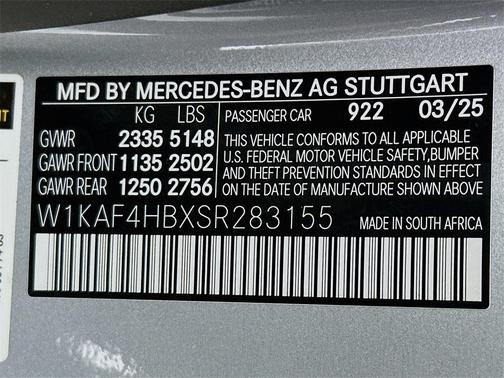 MFD BY MERCEDES-BENZ AG STUTTGART
KG LBS
GVWR 2335 5148
GAWR FRONT 1135 2502
GAWR REAR 1250 2756
PASSENGER CAR 922 03/25
THIS VEHICLE CONFORMS TO ALL APPLICABLE
U.S. FEDERAL MOTOR VEHICLE SAFETY,BUMPER
AND THEFT PREVENTION STANDARDS IN EFFECT
ON THE DATE OF MANUFACTURE SHOWN ABOVE
W1KAF4HBXSR283155
MADE IN SOUTH AFRICA